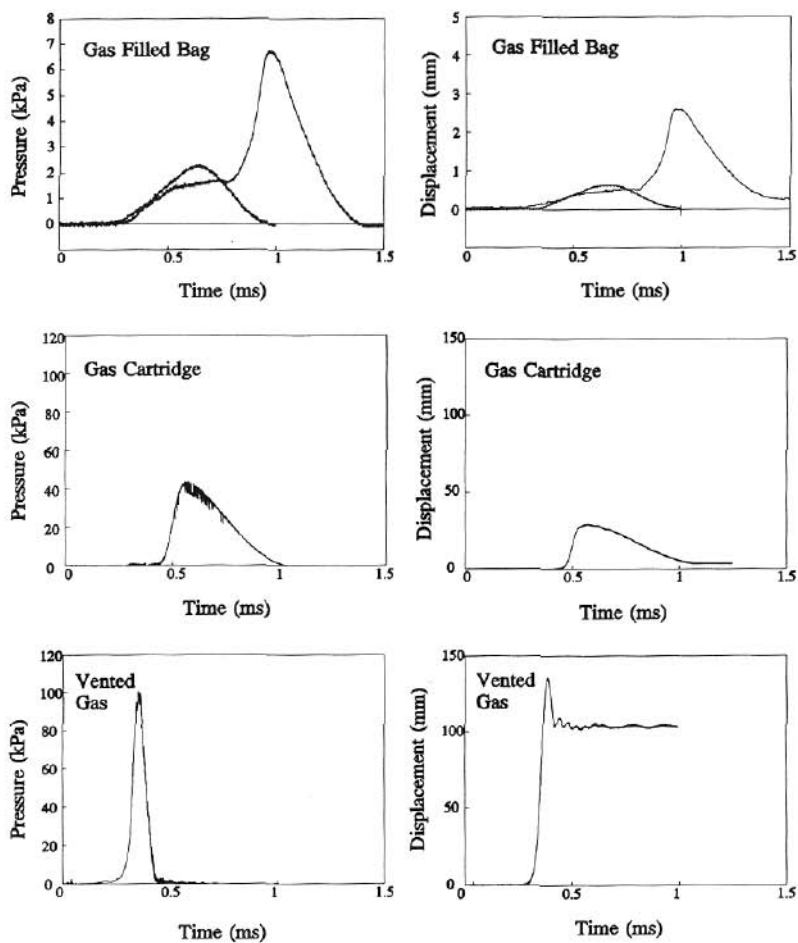 8
7
6
5
4
3
2
1
0
Gas Filled Bag
Pressure (kPa)
0 0.5 1 1.5
Time (ms)
5
4
3
2
1
0
Gas Filled Bag
Displacement (mm)
0 0.5 1 1.5
Time (ms)
120
100
80
60
40
20
0
Gas Cartridge
Pressure (kPa)
0 0.5 1 1.5
Time (ms)
150
100
50
0
Gas Cartridge
Displacement (mm)
0 0.5 1 1.5
Time (ms)
120
100
80
60
40
20
0
Vented
Gas
Pressure (kPa)
0 0.5 1 1.5
Time (ms)
150
100
50
0
Vented
Gas
Displacement (mm)
0 0.5 1 1.5
Time (ms)